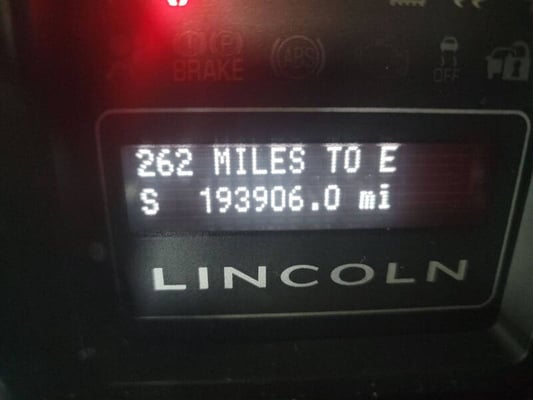 BRAKE
ABS
OFF
262 MILES TO E
S 193906.0 mi
LINCOLN